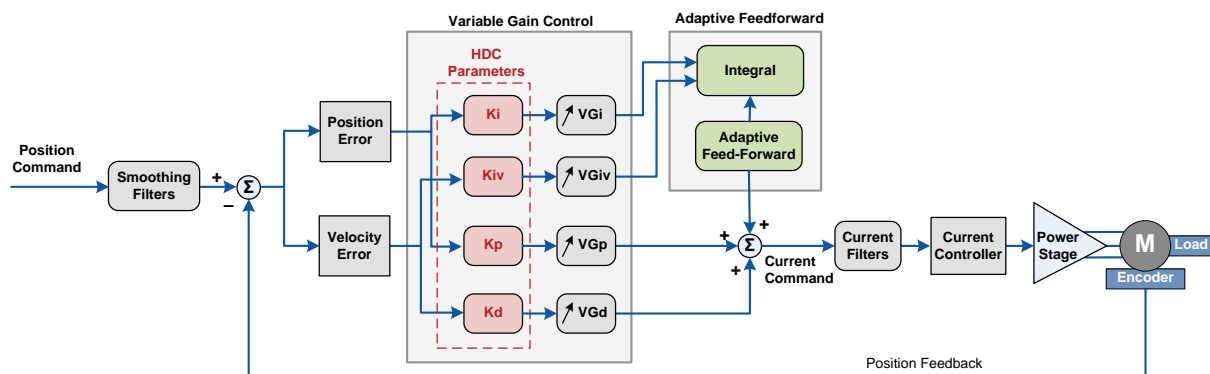 Variable Gain Control
Adaptive Feedforward
HDC
Parameters
Integral
Ki
VGi
Position
Error
Adaptive
Feed-Forward
Position
Command
Smoothing
Filters
+
−
Σ
Kiv
VGiv
Velocity
Error
Kp
VGp
+
+
+
Σ
Current
Command
Current
Filters
Current
Controller
Power
Stage
M
Load
Encoder
Kd
VGd
Position Feedback